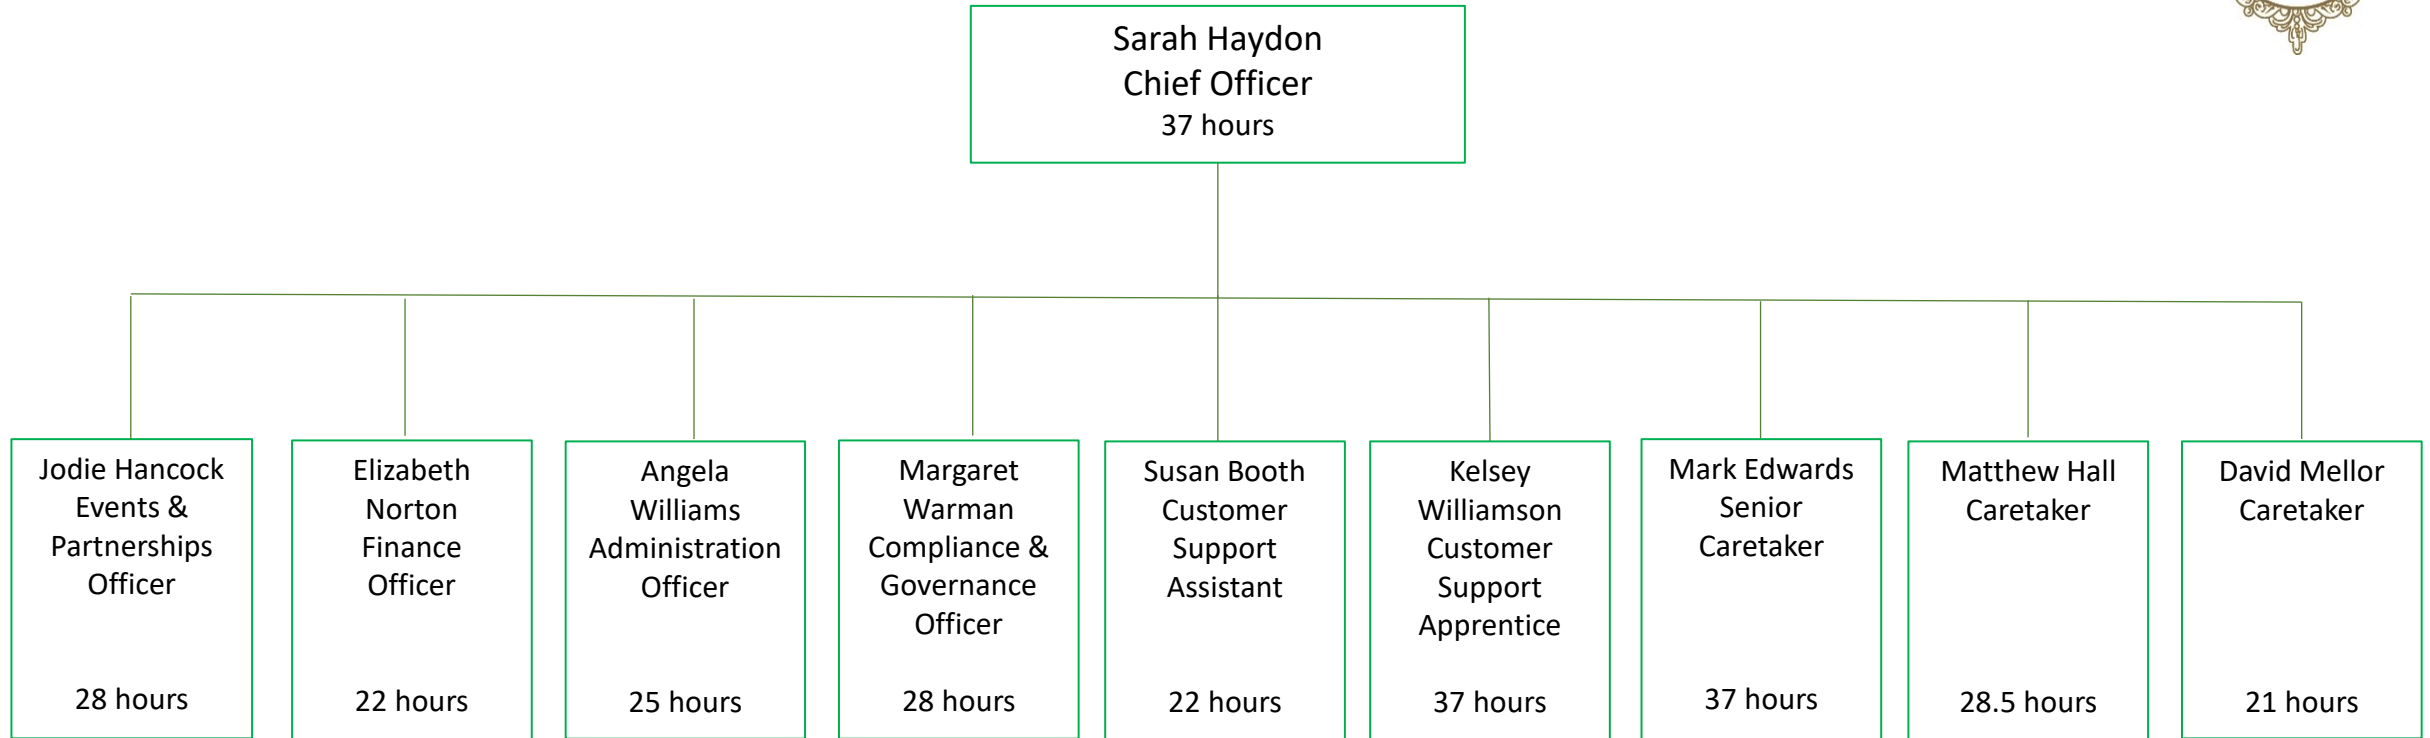 Sarah Haydon
Chief Officer
37 hours
Jodie Hancock
Events &
Partnerships
Officer
28 hours
Elizabeth
Norton
Finance
Officer
22 hours
Angela
Williams
Administration
Officer
25 hours
Margaret
Warman
Compliance &
Governance
Officer
28 hours
Susan Booth
Customer
Support
Assistant
22 hours
Kelsey
Williamson
Customer
Support
Apprentice
37 hours
Mark Edwards
Senior
Caretaker
37 hours
Matthew Hall
Caretaker
28.5 hours
David Mellor
Caretaker
21 hours